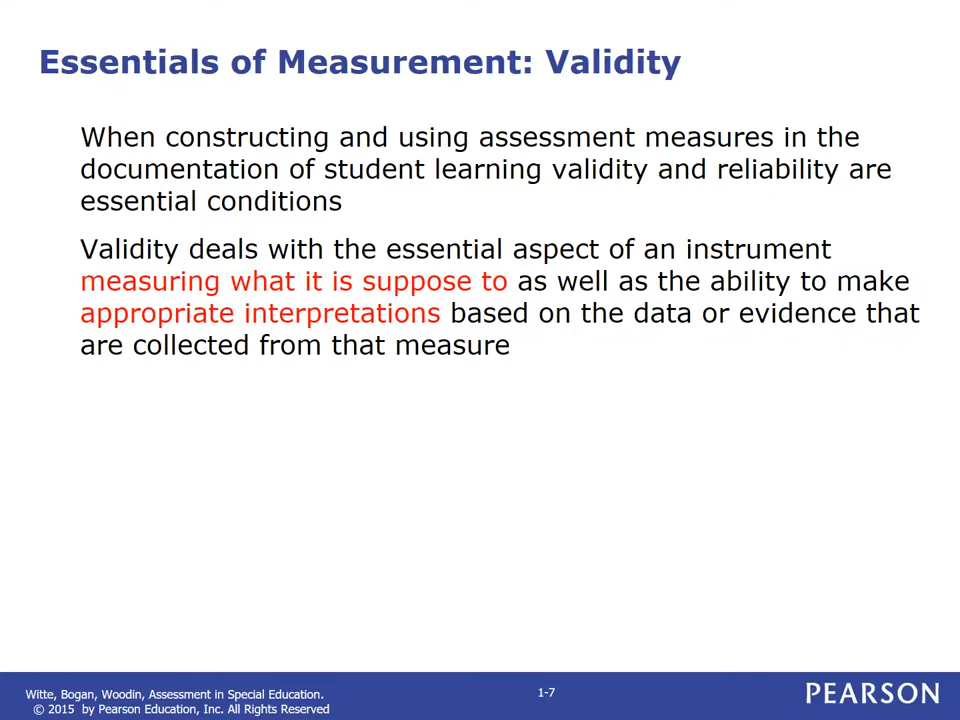 Essentials of Measurement: Validity
When constructing and using assessment measures in the
documentation of student learning validity and reliability are
essential conditions
Validity deals with the essential aspect of an instrument
measuring what it is suppose to as well as the ability to make
appropriate interpretations based on the data or evidence that
are collected from that measure
Witte, Bogan, Woodin, Assessment in Special Education.
© 2015  by Pearson Education, Inc. All Rights Reserved
1-7
PEARSON